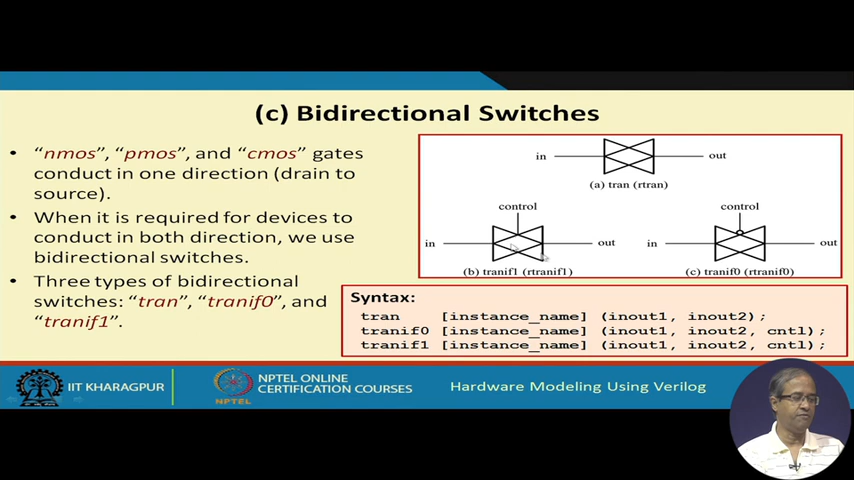 (c) Bidirectional Switches
• “nmos”, “pmos”, and “cmos” gates
conduct in one direction (drain to
source).
• When it is required for devices to
conduct in both direction, we use
bidirectional switches.
• Three types of bidirectional
switches: “tran”, “tranif0”, and
“tranif1”.
in out
(a) tran (rtran)
control
in out
(b) tranif1 (rtranif1)
control
in out
(c) tranif0 (rtranif0)
Syntax:
tran [instance_name] (inout1, inout2);
tranif0 [instance_name] (inout1, inout2, cntl);
tranif1 [instance_name] (inout1, inout2, cntl);
IIT KHARAGPUR
NPTEL
NPTEL ONLINE
CERTIFICATION COURSES
Hardware Modeling Using Verilog